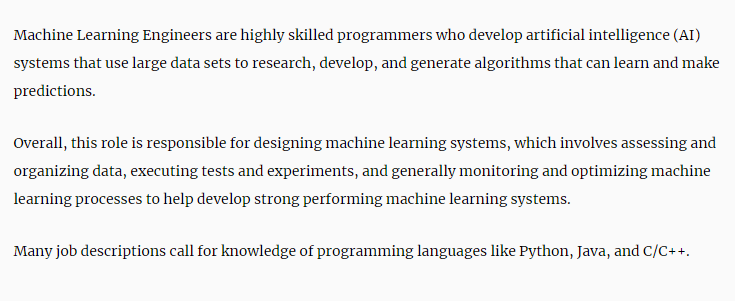 Machine Learning Engineers are highly skilled programmers who develop artificial intelligence (AI)
systems that use large data sets to research, develop, and generate algorithms that can learn and make
predictions.
Overall, this role is responsible for designing machine learning systems, which involves assessing and
organizing data, executing tests and experiments, and generally monitoring and optimizing machine
learning processes to help develop strong performing machine learning systems.
Many job descriptions call for knowledge of programming languages like Python, Java, and C/C++.